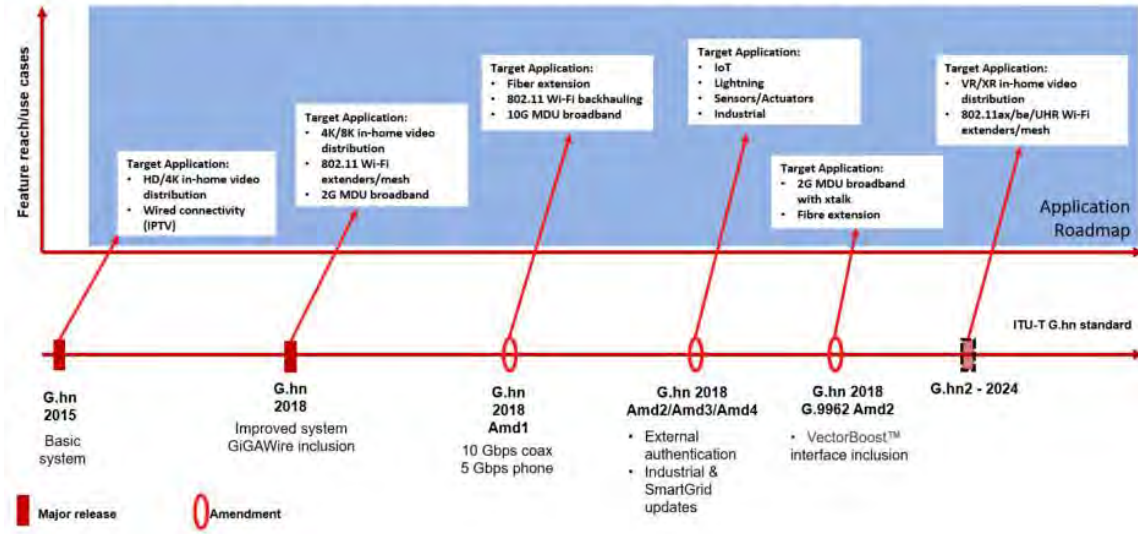 Feature reach/use cases
Target Application:
• HD/4K in-home video
distribution
• Wired connectivity
(IPTV)
Target Application:
• 4K/8K in-home video
distribution
• 802.11 Wi-Fi
extenders/mesh
• 2G MDU broadband
Target Application:
• Fiber extension
• 802.11 Wi-Fi backhauling
• 10G MDU broadband
Target Application:
• IoT
• Lightning
• Sensors/Actuators
• Industrial
Target Application:
• 2G MDU broadband
with xtalk
• Fibre extension
Target Application:
• VR/XR in-home video
distribution
• 802.11ax/be/UHR Wi-Fi
extenders/mesh
Application
Roadmap
ITU-T G.hn standard
G.hn
2015
Basic
system
G.hn
2018
Improved system
GiGAWire inclusion
G.hn
2018
Amd1
10 Gbps coax
5 Gbps phone
G.hn 2018
Amd2/Amd3/Amd4
• External
authentication
• Industrial &
SmartGrid
updates
G.hn 2018
G.9962 Amd2
• VectorBoost™
interface inclusion
G.hn2 - 2024
Major release
Amendment